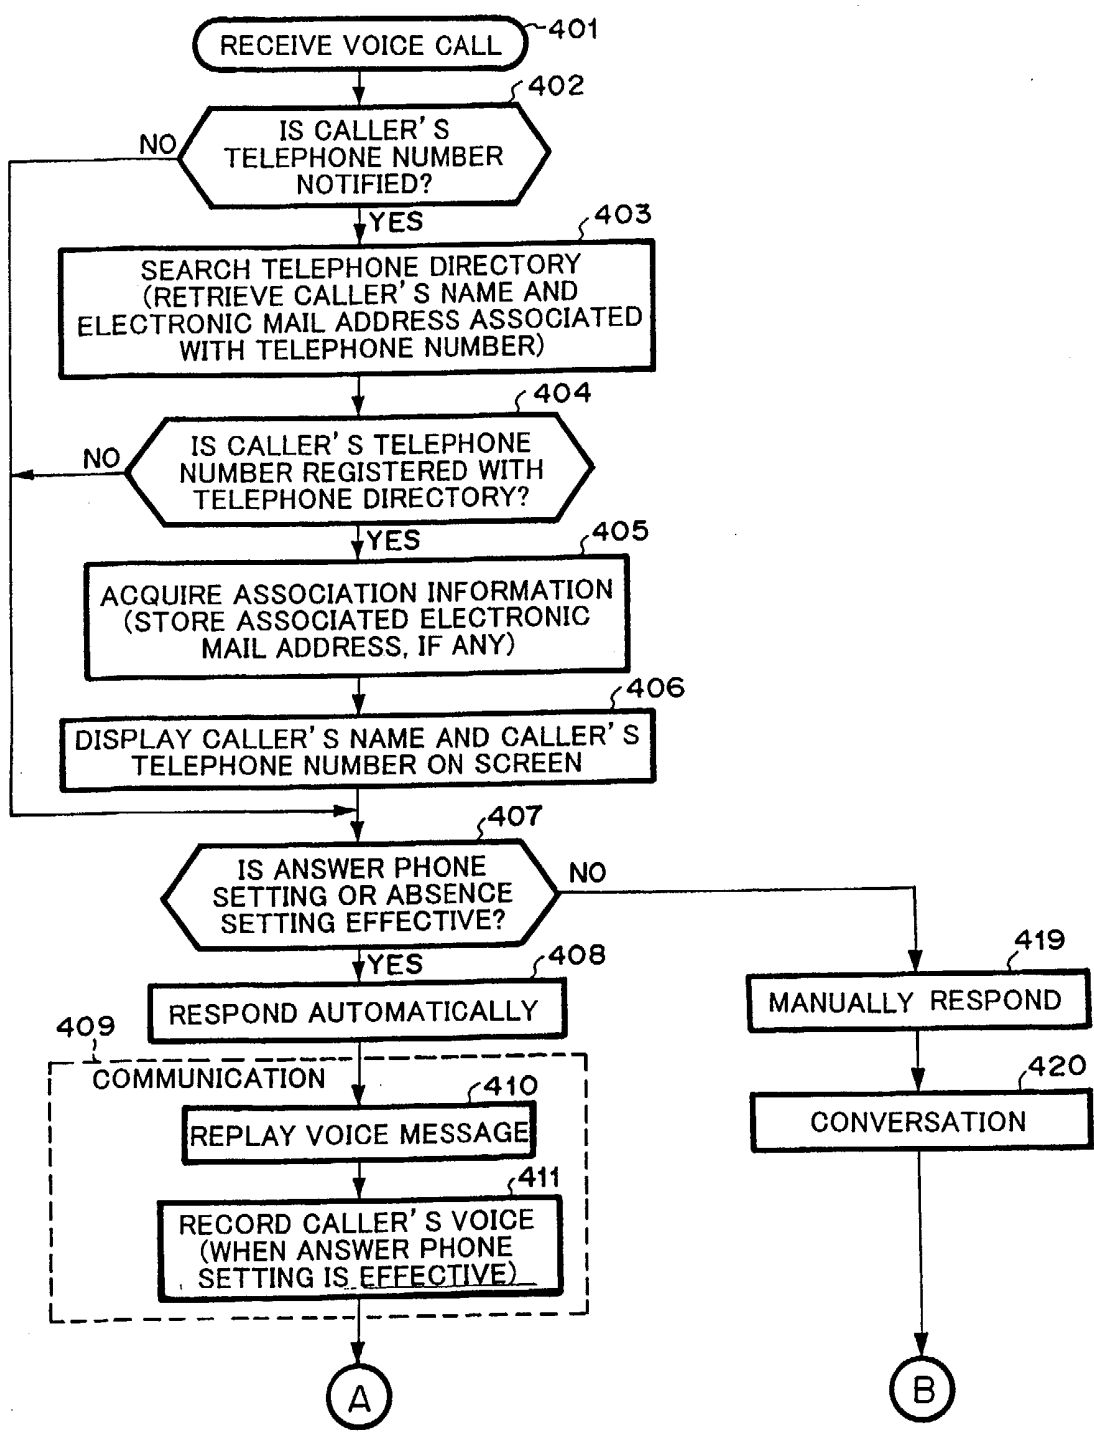 RECEIVE VOICE CALL
401
402
IS CALLER'S
TELEPHONE NUMBER
NOTIFIED?
NO
YES
403
SEARCH TELEPHONE DIRECTORY
(RETRIEVE CALLER'S NAME AND
ELECTRONIC MAIL ADDRESS ASSOCIATED
WITH TELEPHONE NUMBER)
404
IS CALLER'S TELEPHONE
NUMBER REGISTERED WITH
TELEPHONE DIRECTORY?
NO
YES
405
ACQUIRE ASSOCIATION INFORMATION
(STORE ASSOCIATED ELECTRONIC
MAIL ADDRESS, IF ANY)
406
DISPLAY CALLER'S NAME AND CALLER'S
TELEPHONE NUMBER ON SCREEN
407
IS ANSWER PHONE
SETTING OR ABSENCE
SETTING EFFECTIVE?
NO
YES
408
RESPOND AUTOMATICALLY
409
COMMUNICATION
410
REPLAY VOICE MESSAGE
411
RECORD CALLER'S VOICE
(WHEN ANSWER PHONE
SETTING IS EFFECTIVE)
A
419
MANUALLY RESPOND
420
CONVERSATION
B